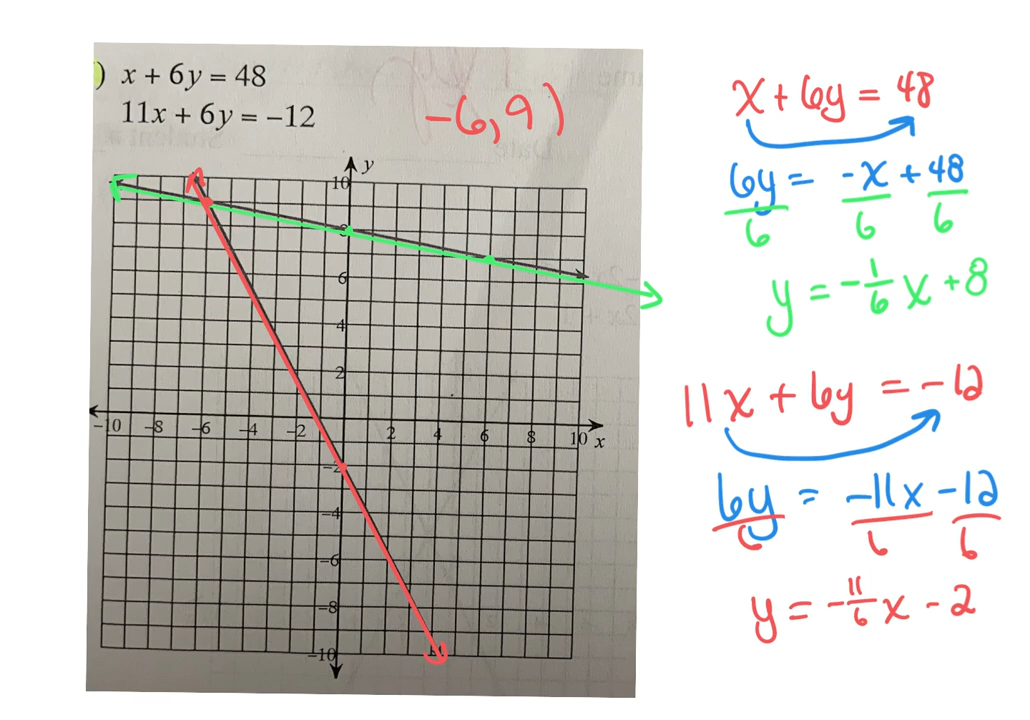 ) x + 6y = 48
11x + 6y = −12
-6,9)
y
10
8
6
4
2
-10 -8 -6 -4 -2 2 4 6 8 10 x
-2
-4
-6
-8
-10
x + 6y = 48
6y = -x + 48
6 6 6
y = -1/6 x + 8
11x + 6y = -12
6y = -11x - 12
6 6 6
y = -11/6 x - 2